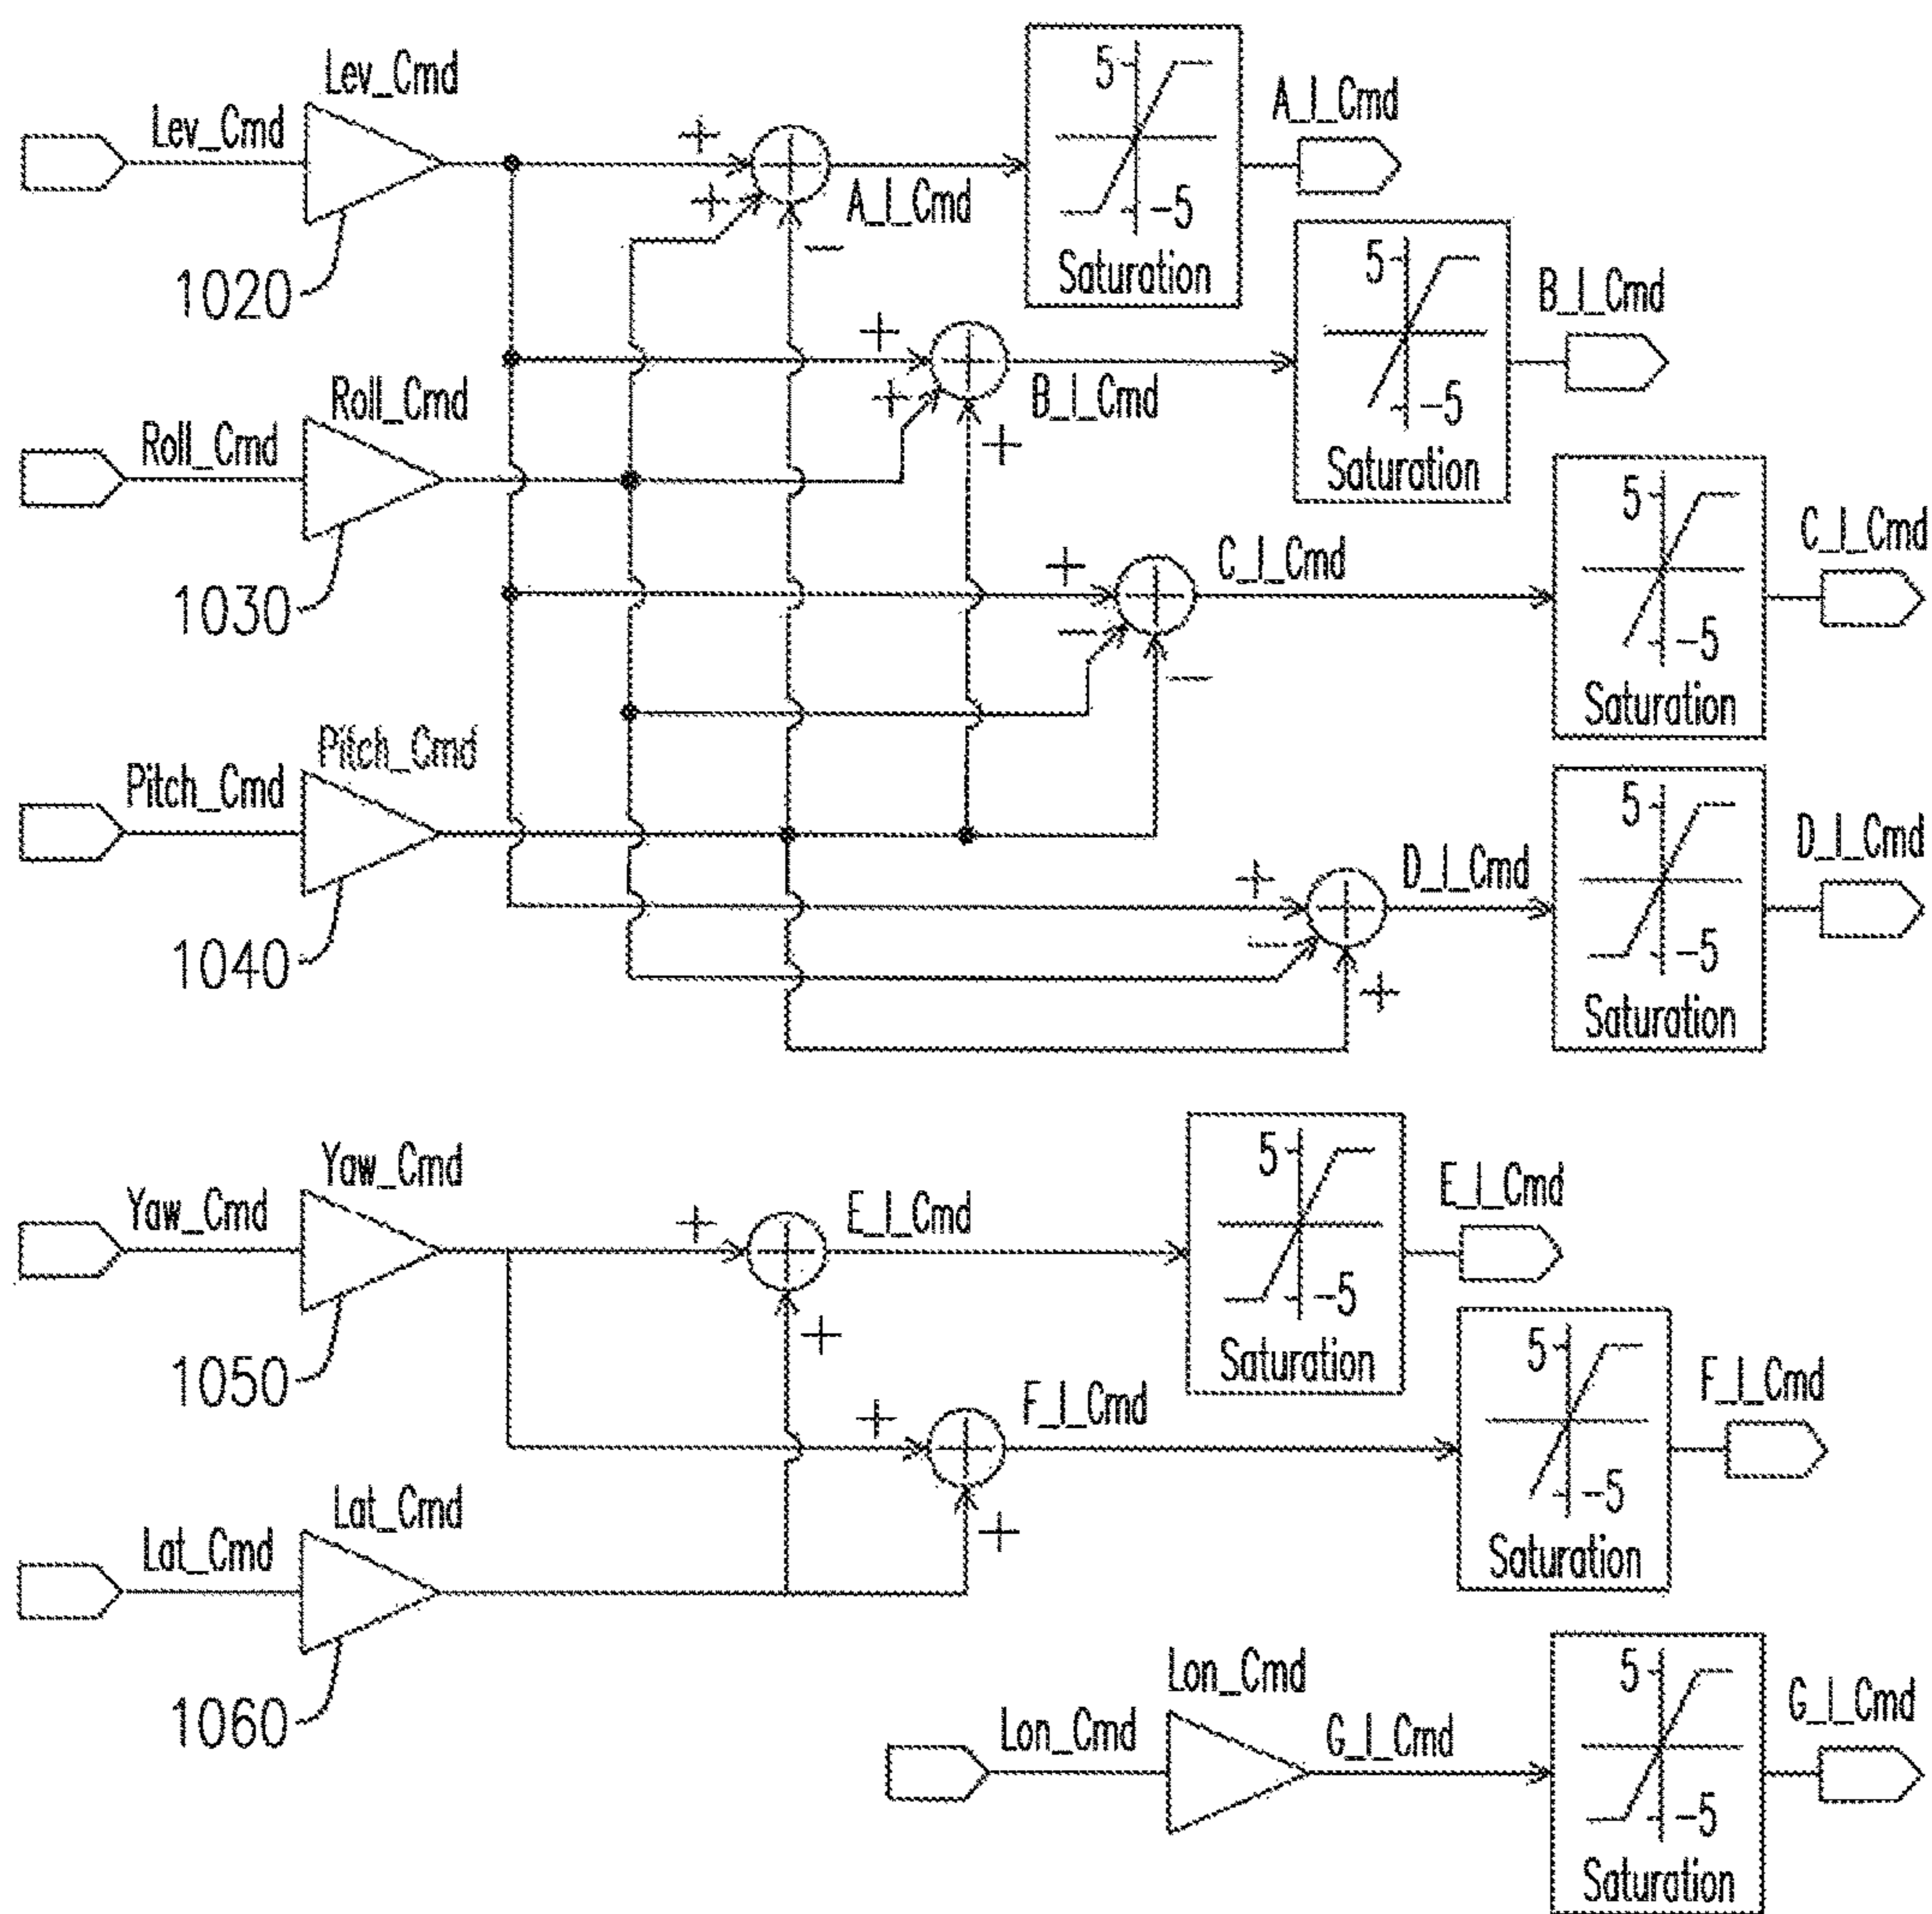 Lev_Cmd
Lev_Cmd
1020
+
+
−
A_I_Cmd
5
-5
Saturation
A_I_Cmd
Roll_Cmd
Roll_Cmd
1030
+
+
+
B_I_Cmd
5
-5
Saturation
B_I_Cmd
+
−
−
C_I_Cmd
5
-5
Saturation
C_I_Cmd
Pitch_Cmd
Pitch_Cmd
1040
+
−
+
D_I_Cmd
5
-5
Saturation
D_I_Cmd
Yaw_Cmd
Yaw_Cmd
1050
+
+
E_I_Cmd
5
-5
Saturation
E_I_Cmd
Lat_Cmd
Lat_Cmd
1060
+
+
F_I_Cmd
5
-5
Saturation
F_I_Cmd
Lon_Cmd
Lon_Cmd
G_I_Cmd
5
-5
Saturation
G_I_Cmd